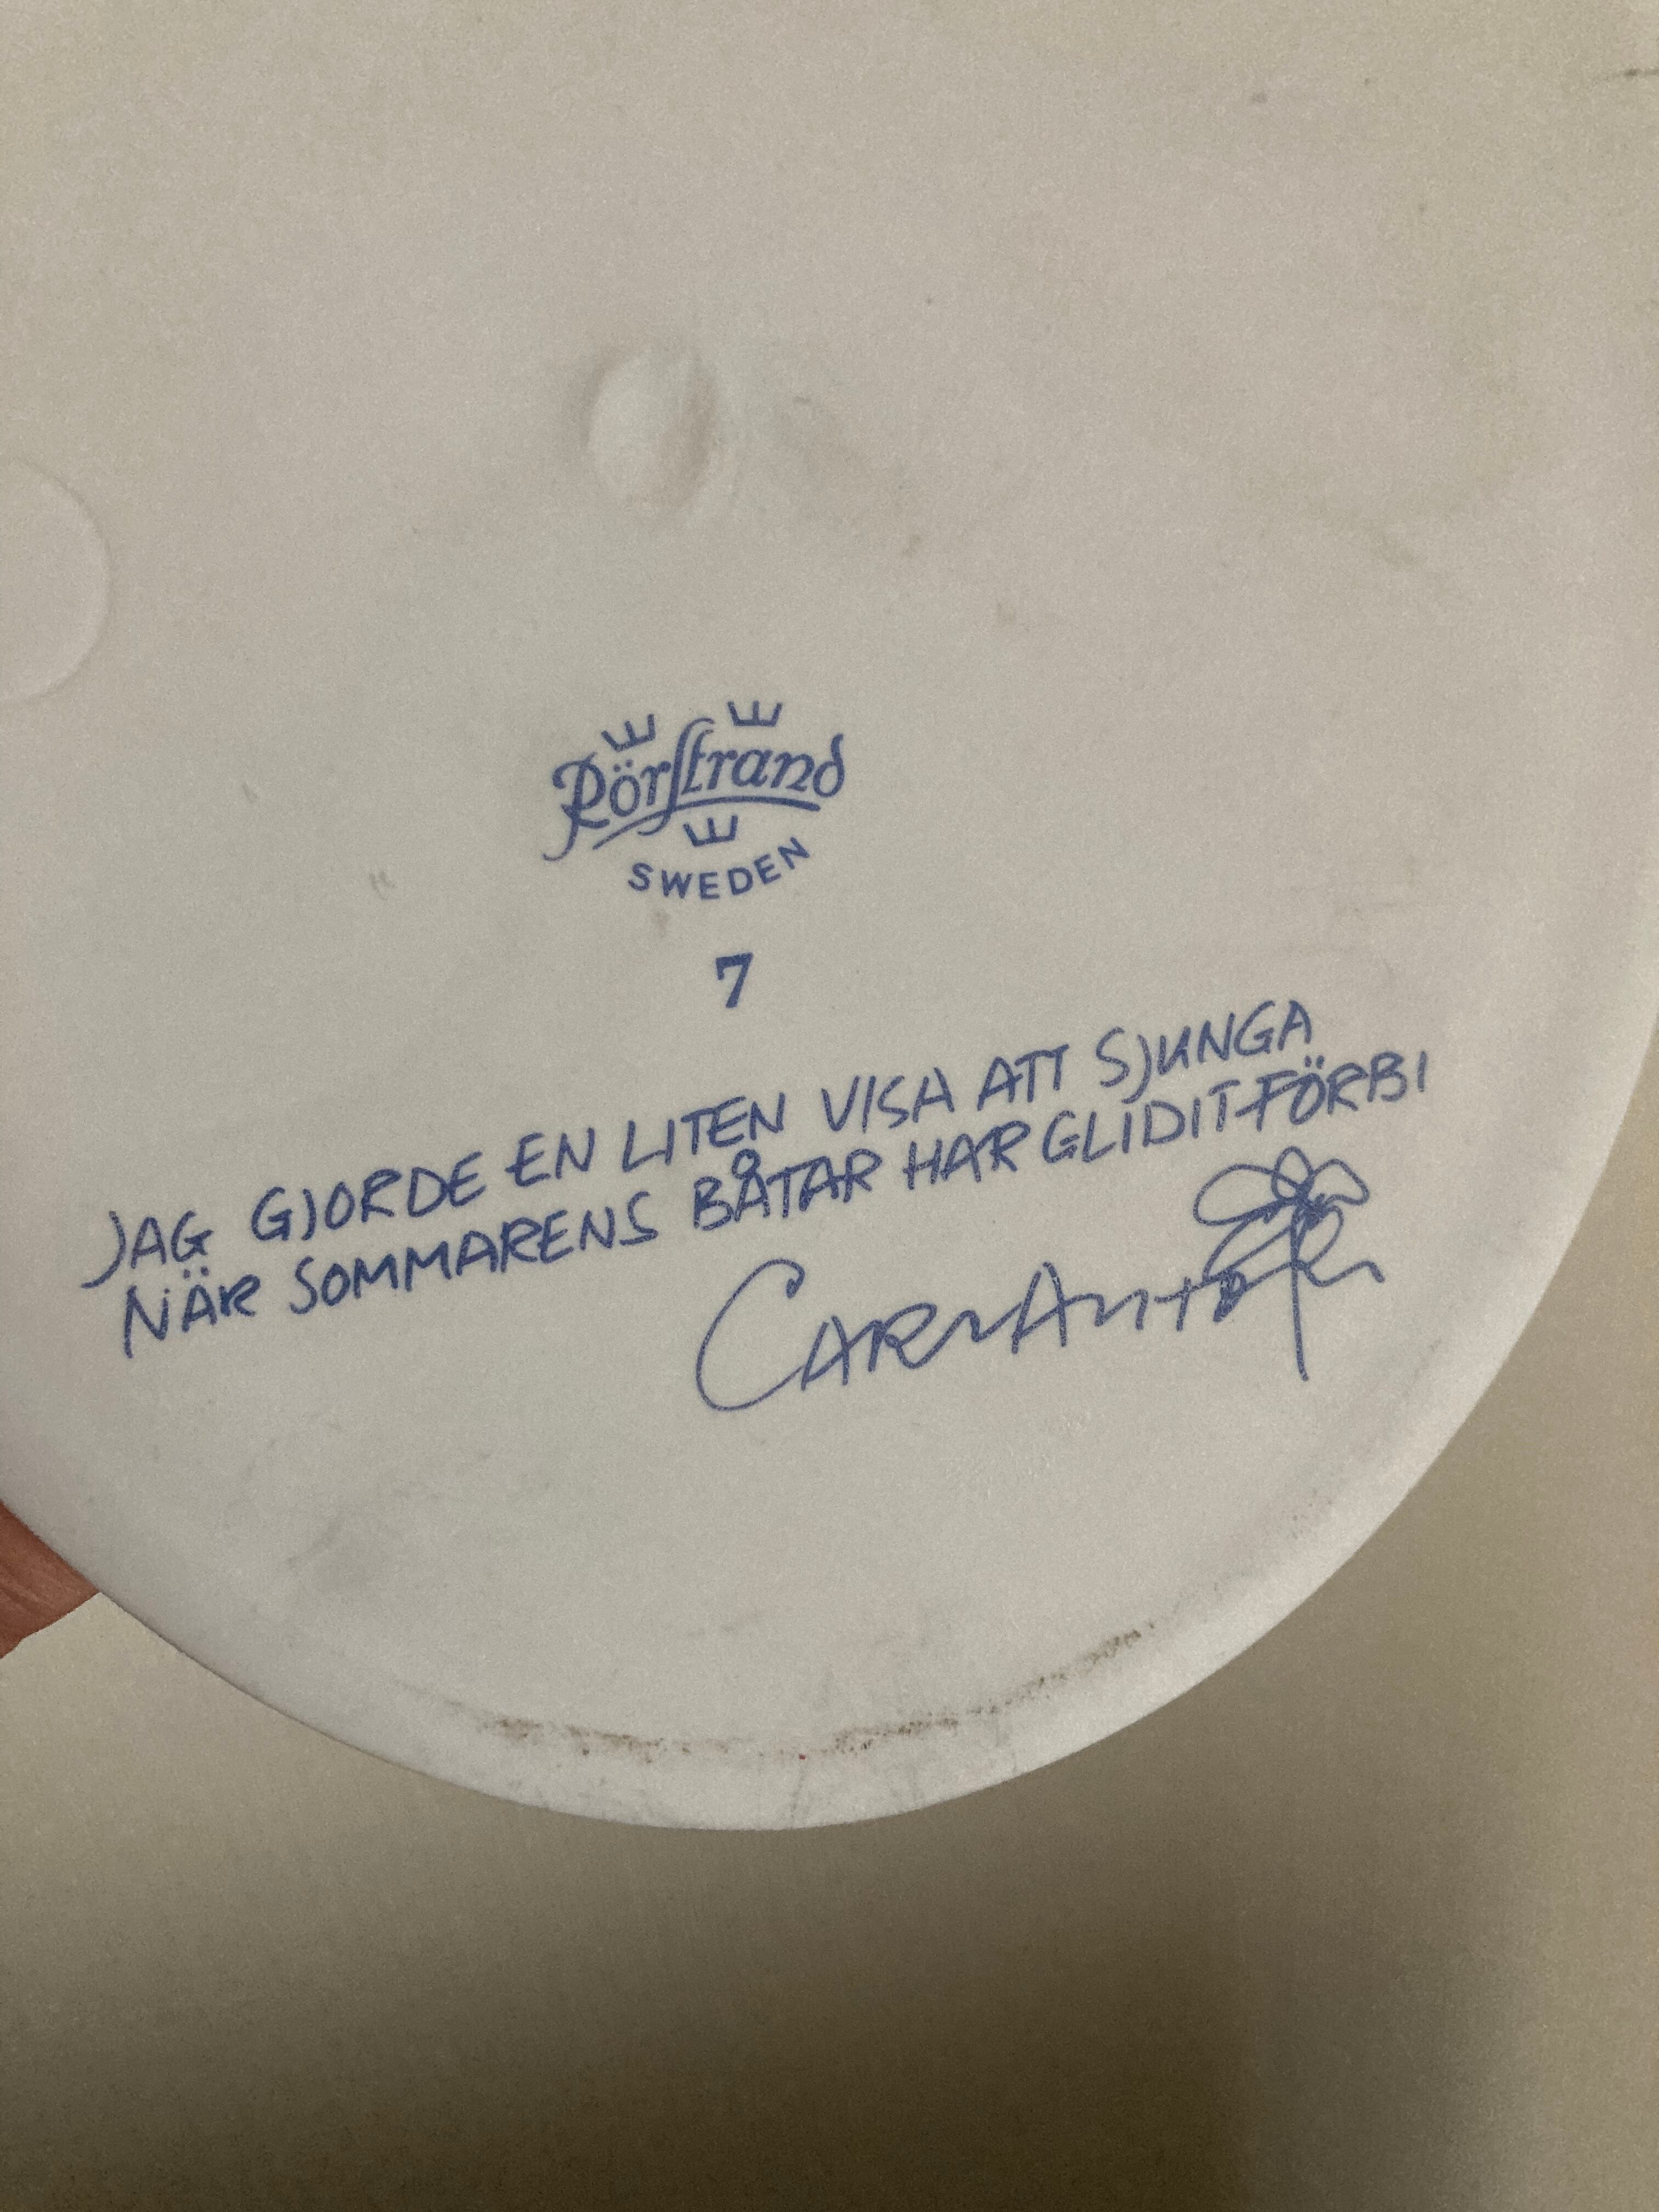 Rörstrand
SWEDEN
7
JAG GJORDE EN LITEN VISA ATT SJUNGA
NÄR SOMMARENS BÅTAR HAR GLIDIT FÖRBI